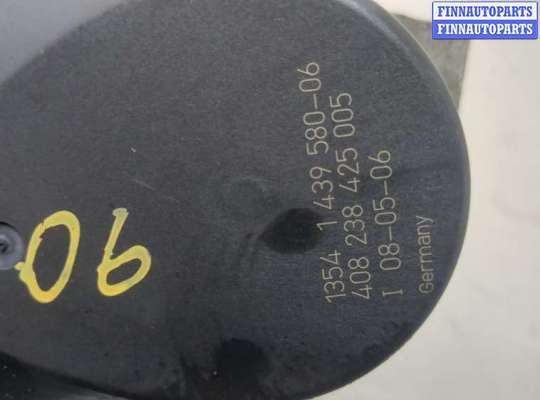 FINNAUTOPARTS
FINNAUTOPARTS
1354 1 439 580-06
408 238 425 005
I 08-05-06
Germany
06